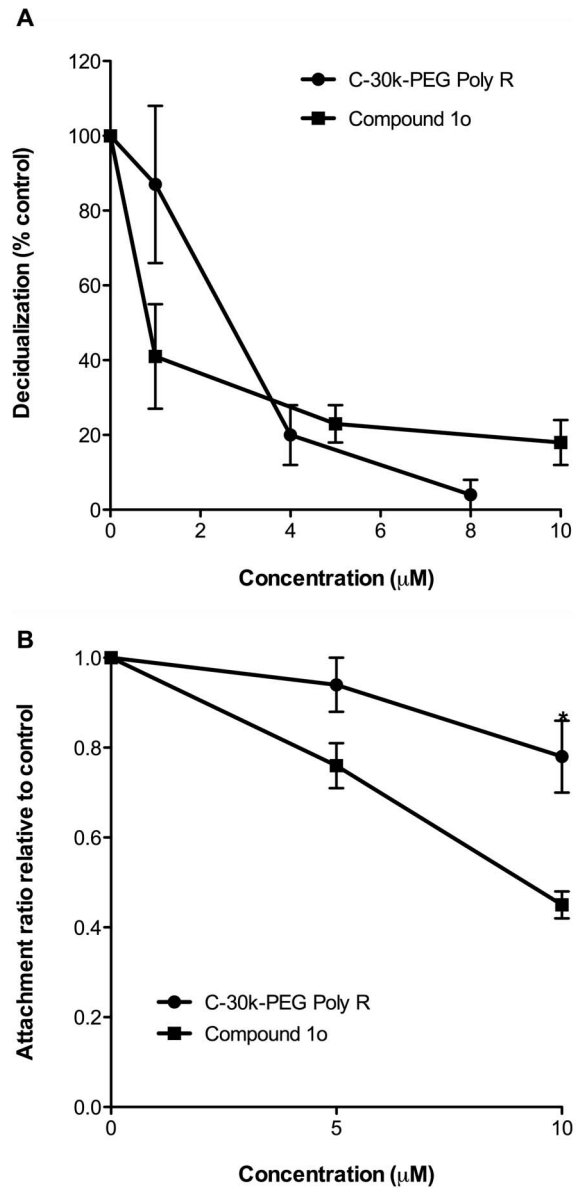 A
120
100
80
60
40
20
0
Decidualization (% control)
C-30k-PEG Poly R
Compound 1o
0 2 4 6 8 10
Concentration (μM)
B
1.0
0.8
0.6
0.4
0.2
0.0
Attachment ratio relative to control
*
C-30k-PEG Poly R
Compound 1o
0 5 10
Concentration (μM)